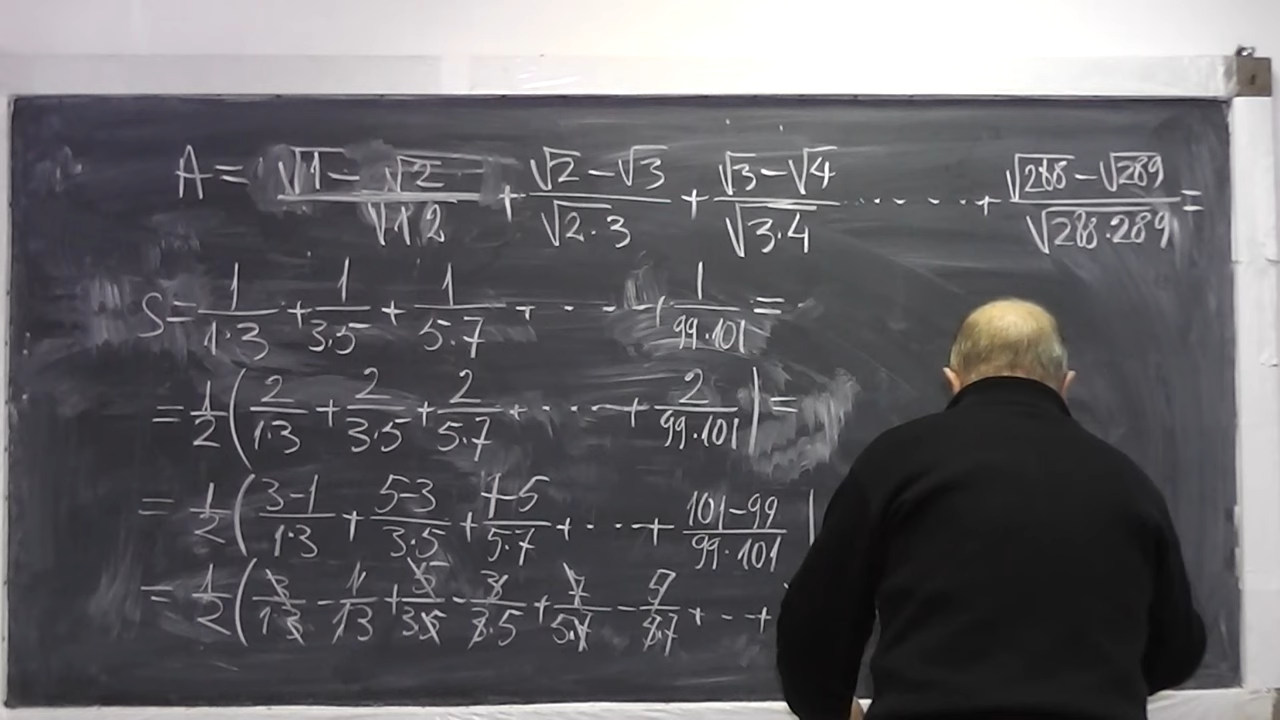 A = (√1 - √2)/√1·2 + (√2 - √3)/√2·3 + (√3 - √4)/√3·4 ....... + (√288 - √289)/√288·289 =
S = 1/1·3 + 1/3·5 + 1/5·7 + · · · + 1/99·101 =
= 1/2 ( 2/1·3 + 2/3·5 + 2/5·7 + · · · + 2/99·101 ) =
= 1/2 ( (3-1)/1·3 + (5-3)/3·5 + (7-5)/5·7 + · · · + (101-99)/99·101 )
= 1/2 ( 3/1·3 - 1/1·3 + 5/3·5 - 3/3·5 + 7/5·7 - 5/5·7 + · · +